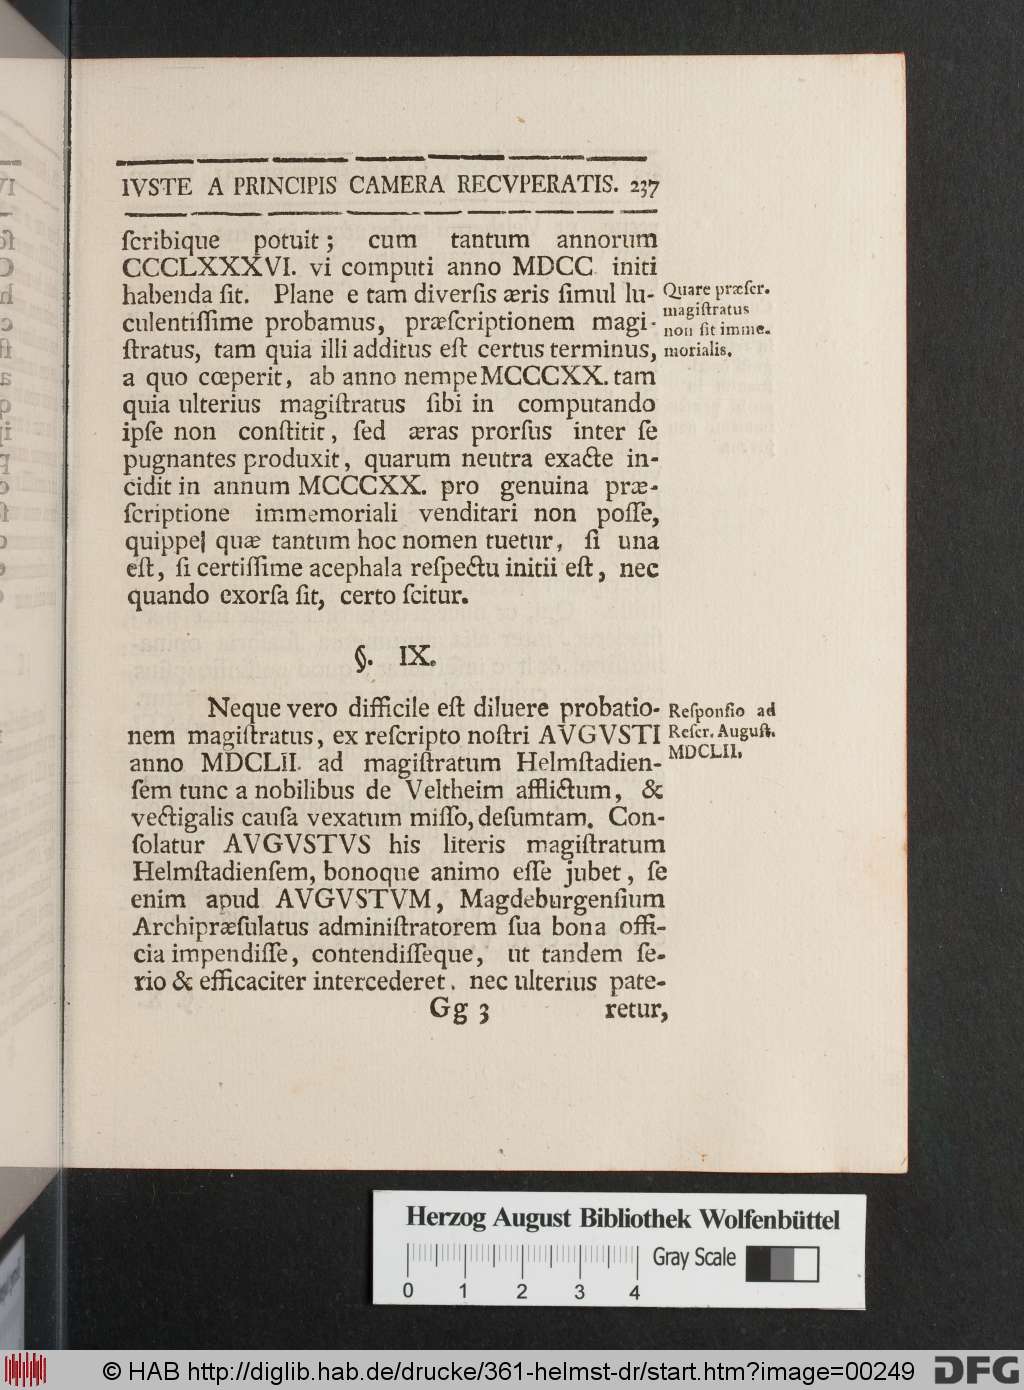 IVSTE A PRINCIPIS CAMERA RECVPERATIS. 237
ſcribique potuit; cum tantum annorum
CCCLXXXVI. vi computi anno MDCC initi
habenda ſit. Plane e tam diverſis æris ſimul lu-
culentiſſime probamus, præſcriptionem magi-
ſtratus, tam quia illi additus eſt certus terminus,
a quo cœperit, ab anno nempe MCCCXX. tam
quia ulterius magiſtratus ſibi in computando
ipſe non conſtitit, ſed æras prorſus inter ſe
pugnantes produxit, quarum neutra exacte in-
cidit in annum MCCCXX. pro genuina præ-
ſcriptione immemoriali venditari non poſſe,
quippe quæ tantum hoc nomen tuetur, ſi una
eſt, ſi certiſſime acephala reſpectu initii eſt, nec
quando exorſa ſit, certo ſcitur.
Quare præſcr.
magiſtratus
non ſit imme-
morialis.
§. IX.
Neque vero difficile eſt diluere probatio-
nem magiſtratus, ex reſcripto noſtri AVGVSTI
anno MDCLII. ad magiſtratum Helmſtadien-
ſem tunc a nobilibus de Veltheim afflictum, &
vectigalis cauſa vexatum miſſo, deſumtam. Con-
ſolatur AVGVSTVS his literis magiſtratum
Helmſtadienſem, bonoque animo eſſe jubet, ſe
enim apud AVGVSTVM, Magdeburgenſium
Archipræſulatus adminiſtratorem ſua bona offi-
cia impendiſſe, contendiſſeque, ut tandem ſe-
rio & efficaciter intercederet, nec ulterius pate-
Reſponſio ad
Reſcr. Auguſt.
MDCLII.
Gg 3 retur,
Herzog August Bibliothek Wolfenbüttel
Gray Scale
0 1 2 3 4
© HAB http://diglib.hab.de/drucke/361-helmst-dr/start.htm?image=00249
DFG